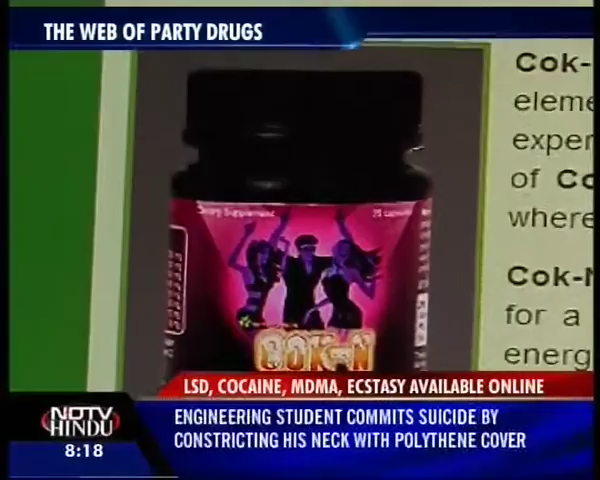 THE WEB OF PARTY DRUGS
Cok-
eleme
exper
of Co
where
Cok-N
for a
energ
Dietary Supplement
25 capsules
COK-N
LSD, COCAINE, MDMA, ECSTASY AVAILABLE ONLINE
ENGINEERING STUDENT COMMITS SUICIDE BY
CONSTRICTING HIS NECK WITH POLYTHENE COVER
NDTV
HINDU
8:18